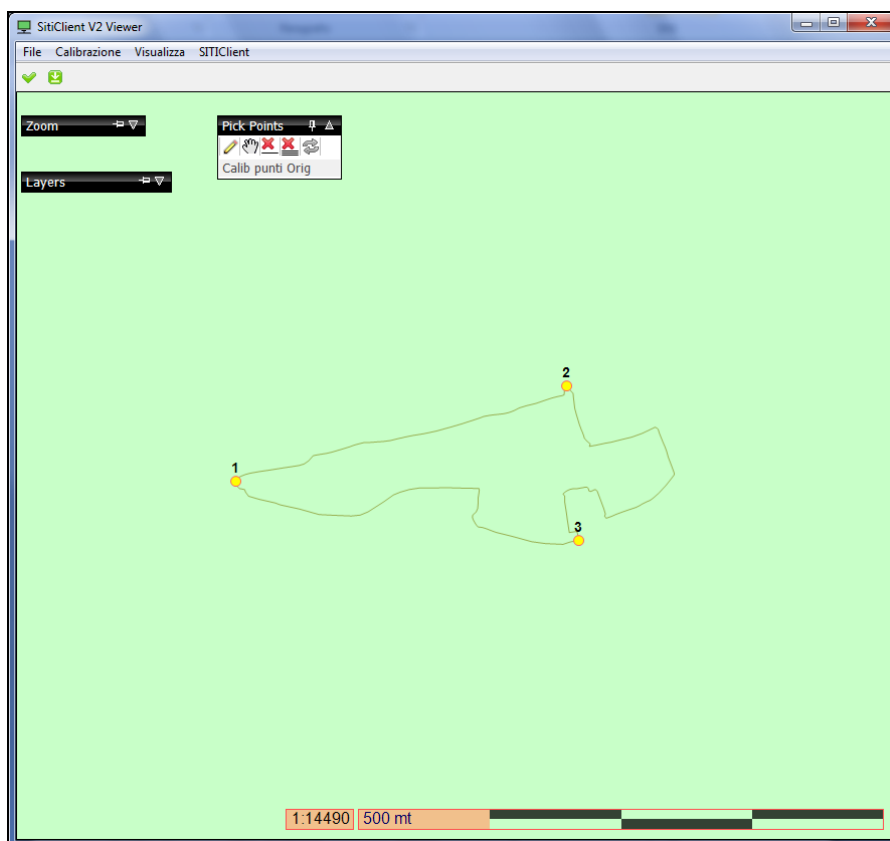 SitiClient V2 Viewer
File Calibrazione Visualizza SITIClient
Zoom
Pick Points
Calib punti Orig
Layers
2
1
3
1:14490 500 mt